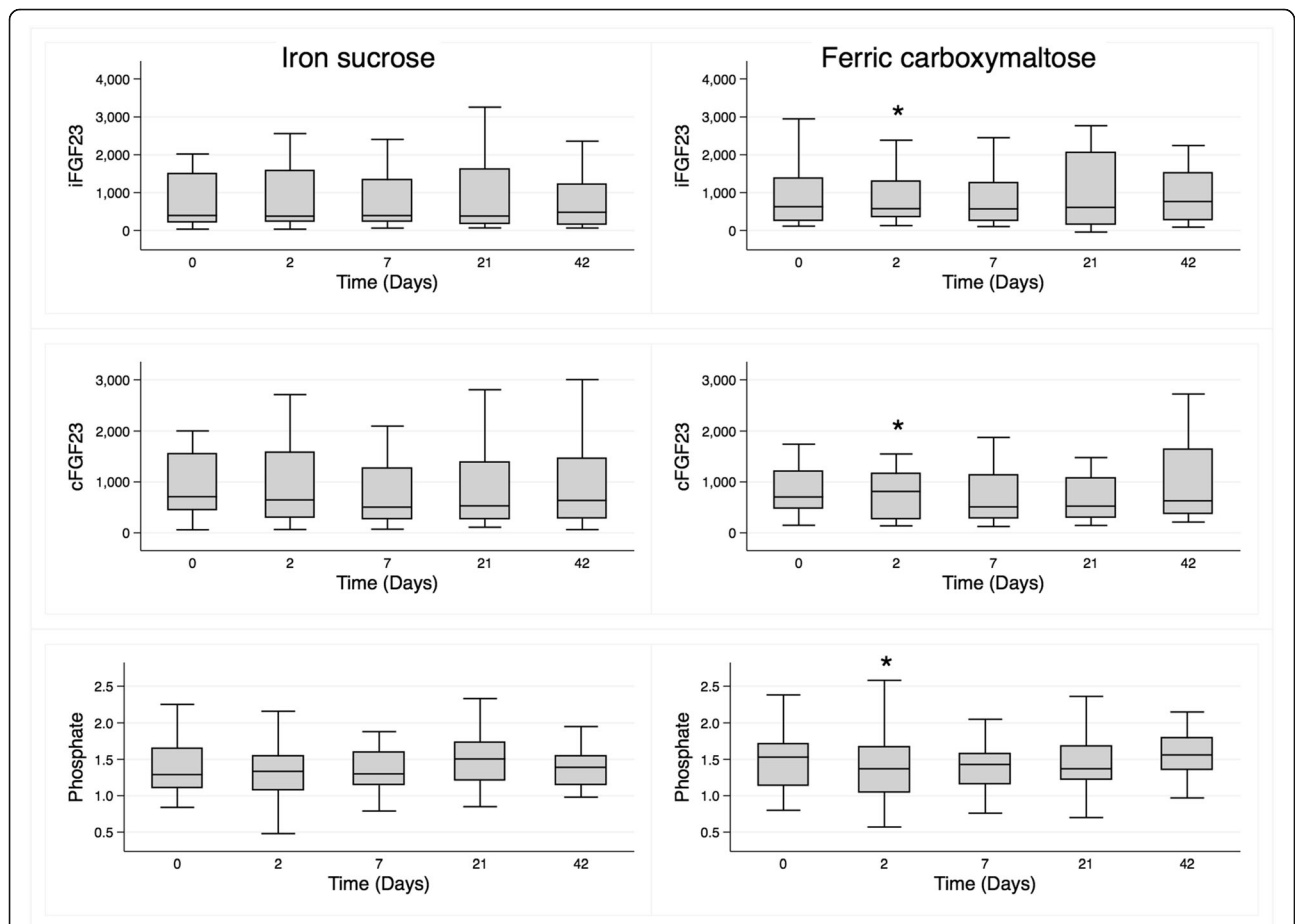 Iron sucrose
4,000
3,000
2,000
1,000
0
iFGF23
0 2 7 21 42
Time (Days)
Ferric carboxymaltose
4,000
3,000
2,000
1,000
0
iFGF23
*
0 2 7 21 42
Time (Days)
3,000
2,000
1,000
0
cFGF23
0 2 7 21 42
Time (Days)
3,000
2,000
1,000
0
cFGF23
*
0 2 7 21 42
Time (Days)
2.5
2.0
1.5
1.0
0.5
Phosphate
0 2 7 21 42
Time (Days)
2.5
2.0
1.5
1.0
0.5
Phosphate
*
0 2 7 21 42
Time (Days)